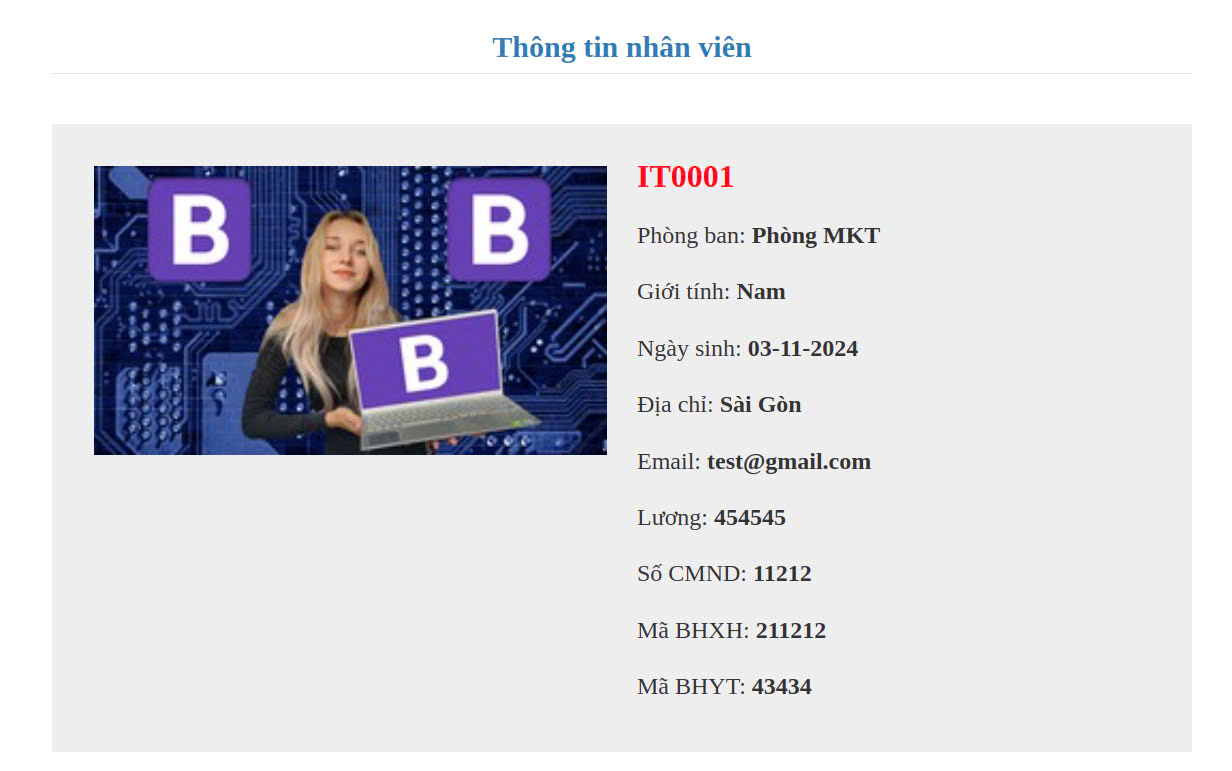 Thông tin nhân viên
B B
B
IT0001
Phòng ban: Phòng MKT
Giới tính: Nam
Ngày sinh: 03-11-2024
Địa chỉ: Sài Gòn
Email: test@gmail.com
Lương: 454545
Số CMND: 11212
Mã BHXH: 211212
Mã BHYT: 43434